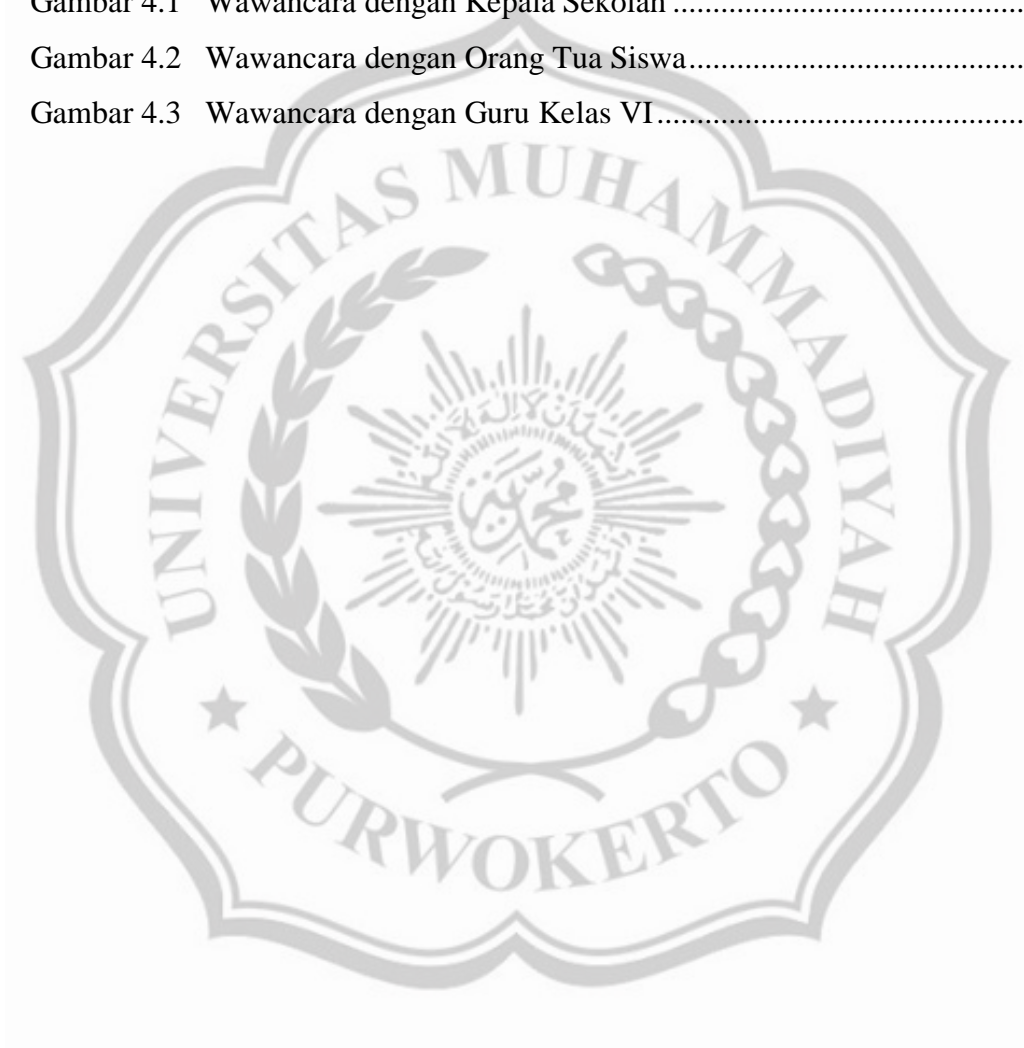 Gambar 4.1 Wawancara dengan Kepala Sekolah ........................................
Gambar 4.2 Wawancara dengan Orang Tua Siswa........................................
Gambar 4.3 Wawancara dengan Guru Kelas VI............................................
UNIVERSITAS MUHAMMADIYAH
PURWOKERTO
محمدية